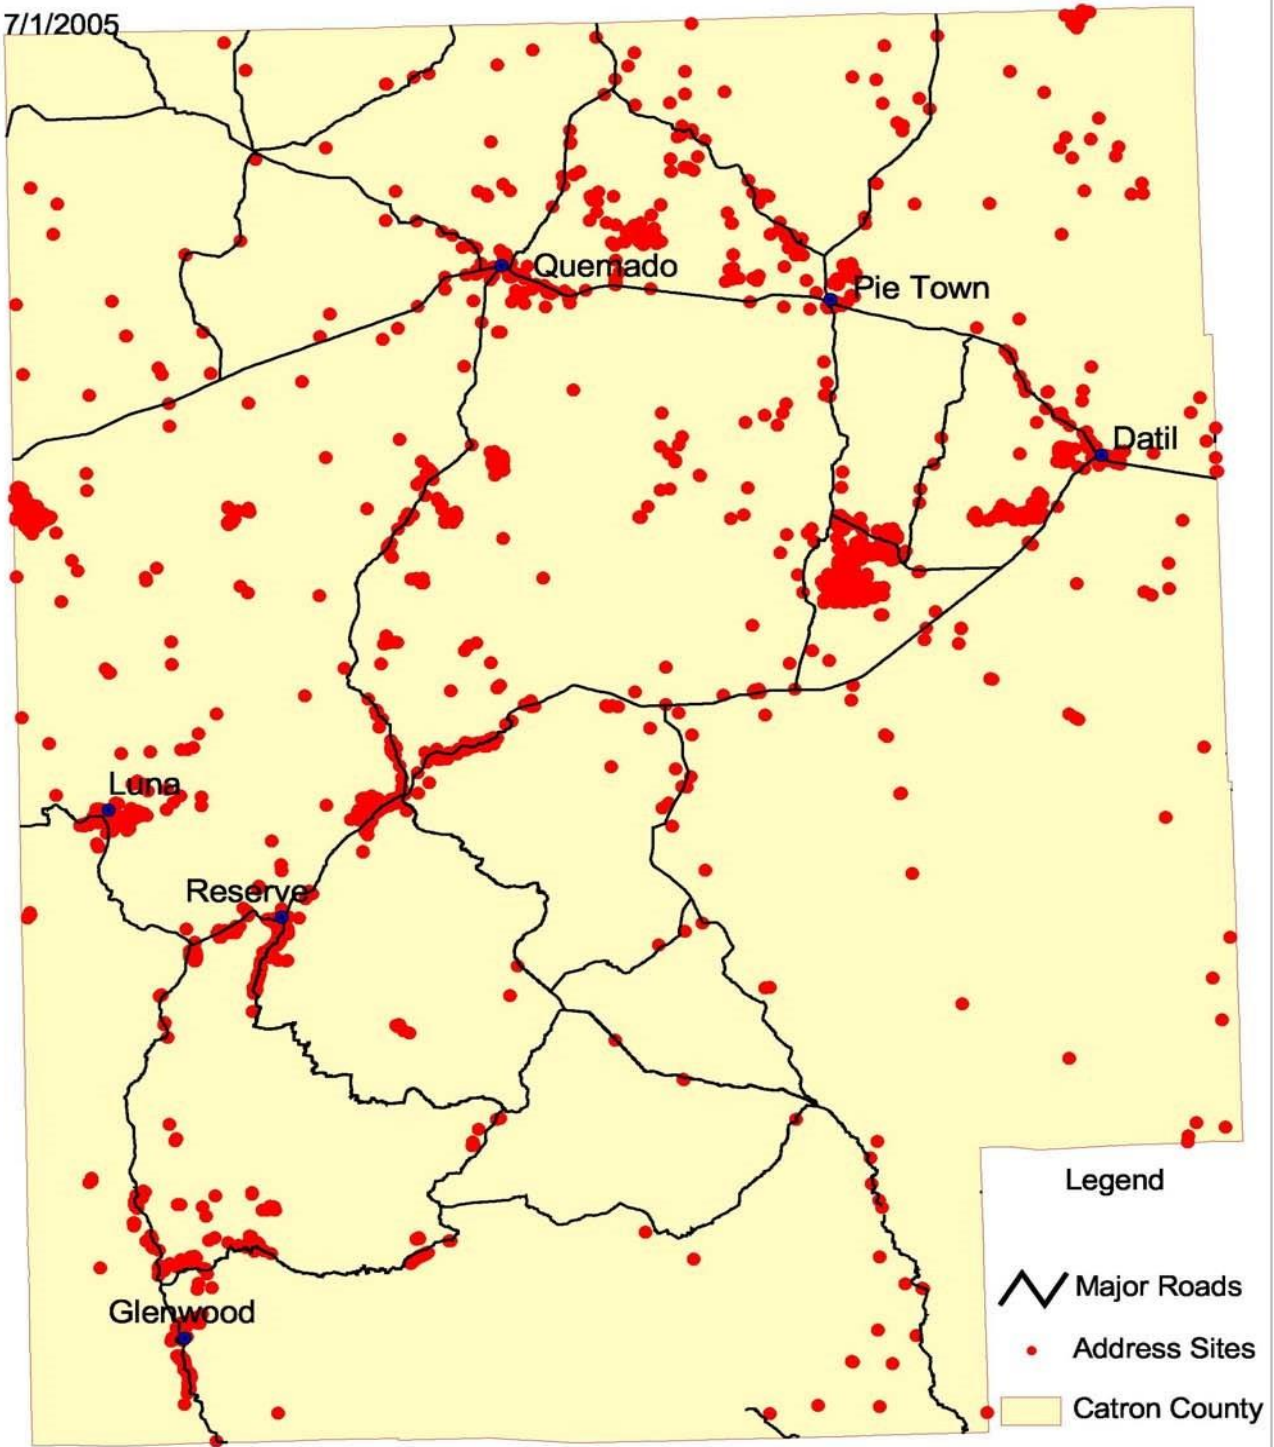 7/1/2005
Quemado
Pie Town
Datil
Luna
Reserve
Glenwood
Legend
Major Roads
Address Sites
Catron County